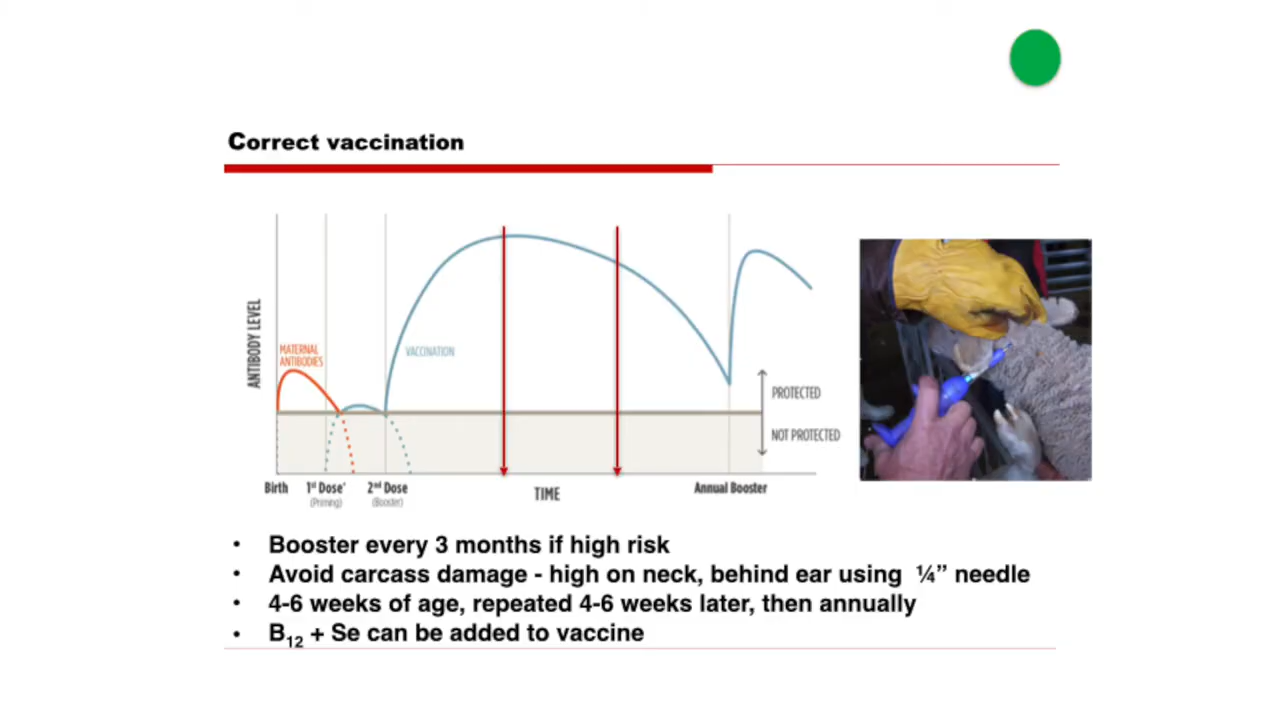 Correct vaccination
ANTIBODY LEVEL
MATERNAL
ANTIBODIES
VACCINATION
PROTECTED
NOT PROTECTED
Birth
1st Dose*
(Priming)
2nd Dose
(Booster)
TIME
Annual Booster
• Booster every 3 months if high risk
• Avoid carcass damage - high on neck, behind ear using ¼” needle
• 4-6 weeks of age, repeated 4-6 weeks later, then annually
• B12 + Se can be added to vaccine